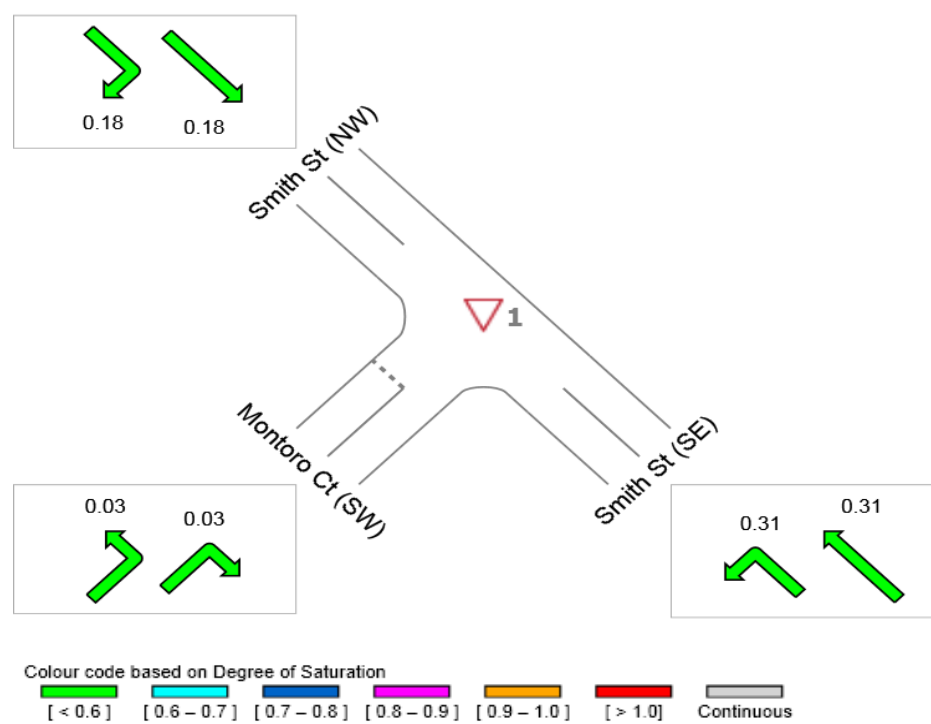 0.18
0.18
Smith St (NW)
1
Montoro Ct (SW)
Smith St (SE)
0.03
0.03
0.31
0.31
Colour code based on Degree of Saturation
[ < 0.6 ] [ 0.6 – 0.7 ] [ 0.7 – 0.8 ] [ 0.8 – 0.9 ] [ 0.9 – 1.0 ] [ > 1.0] Continuous